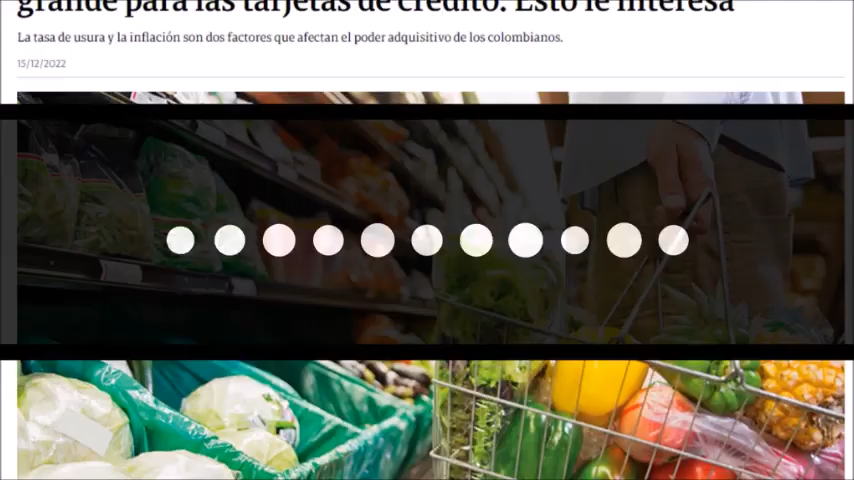 grande para las tarjetas de crédito. Esto le interesa
La tasa de usura y la inflación son dos factores que afectan el poder adquisitivo de los colombianos.
15/12/2022